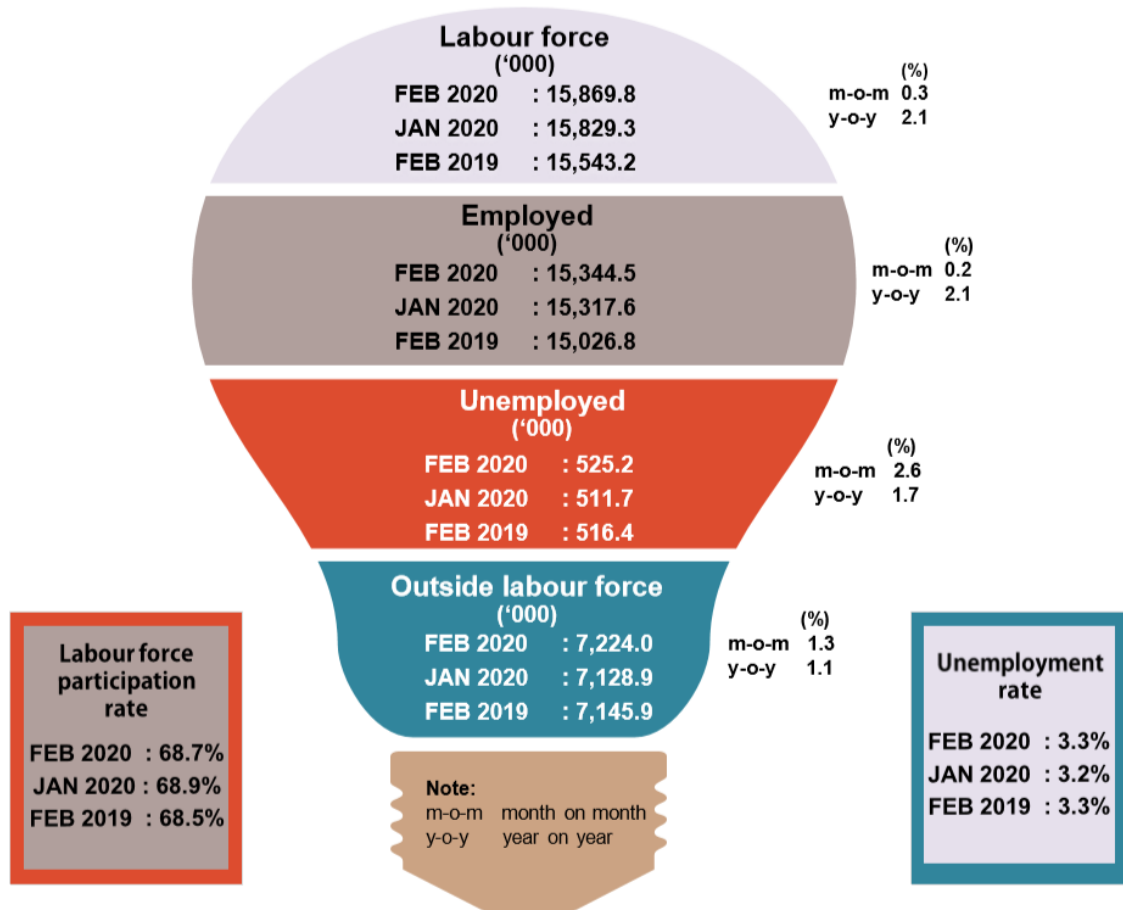 Labour force
('000)
FEB 2020 : 15,869.8
JAN 2020 : 15,829.3
FEB 2019 : 15,543.2
(%)
m-o-m 0.3
y-o-y 2.1
Employed
('000)
FEB 2020 : 15,344.5
JAN 2020 : 15,317.6
FEB 2019 : 15,026.8
(%)
m-o-m 0.2
y-o-y 2.1
Unemployed
('000)
FEB 2020 : 525.2
JAN 2020 : 511.7
FEB 2019 : 516.4
(%)
m-o-m 2.6
y-o-y 1.7
Outside labour force
('000)
FEB 2020 : 7,224.0
JAN 2020 : 7,128.9
FEB 2019 : 7,145.9
(%)
m-o-m 1.3
y-o-y 1.1
Labour force
participation
rate
FEB 2020 : 68.7%
JAN 2020 : 68.9%
FEB 2019 : 68.5%
Note:
m-o-m month on month
y-o-y year on year
Unemployment
rate
FEB 2020 : 3.3%
JAN 2020 : 3.2%
FEB 2019 : 3.3%